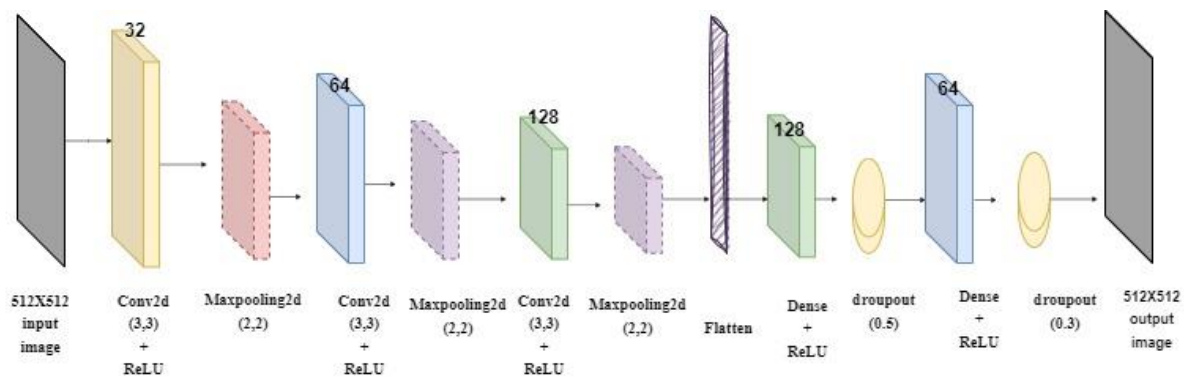 32
64
128
128
64
512X512
input
image
Conv2d
(3,3)
+
ReLU
Maxpooling2d
(2,2)
Conv2d
(3,3)
+
ReLU
Maxpooling2d
(2,2)
Conv2d
(3,3)
+
ReLU
Maxpooling2d
(2,2)
Flatten
Dense
+
ReLU
droupout
(0.5)
Dense
+
ReLU
droupout
(0.3)
512X512
output
image